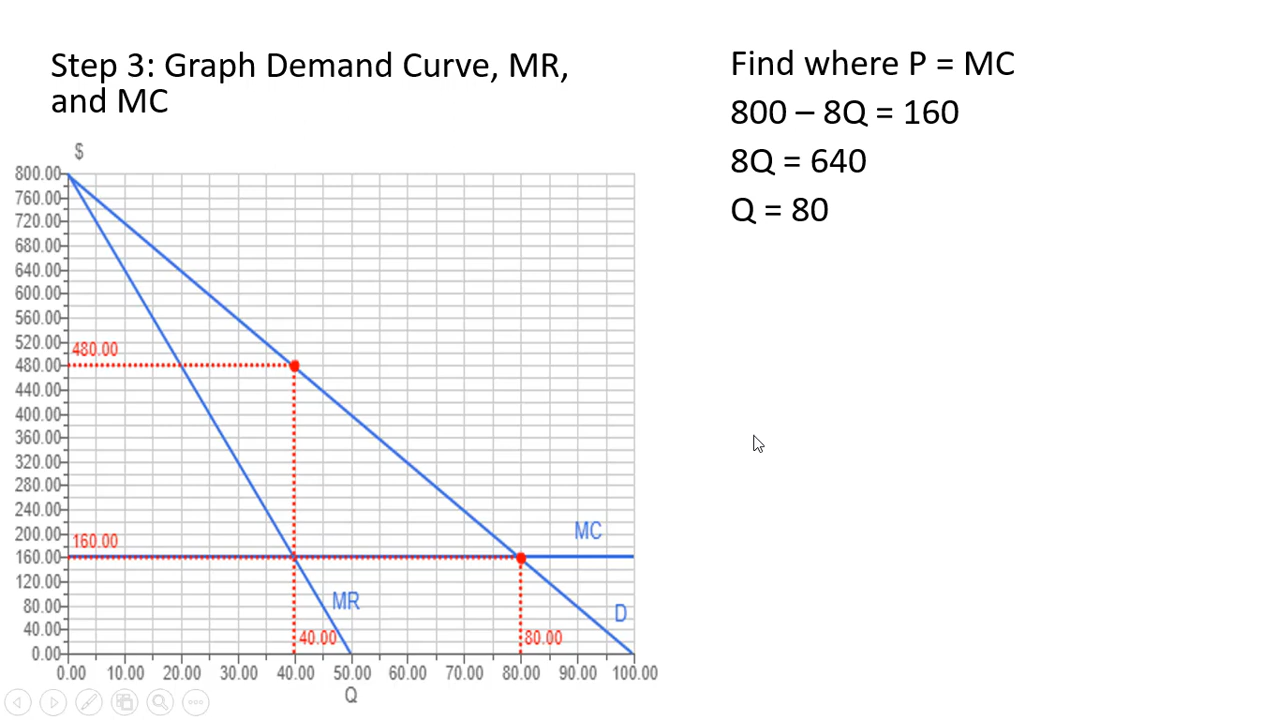 Step 3: Graph Demand Curve, MR,
and MC
Find where P = MC
800 – 8Q = 160
8Q = 640
Q = 80
$
800.00
760.00
720.00
680.00
640.00
600.00
560.00
520.00
480.00
440.00
400.00
360.00
320.00
280.00
240.00
200.00
160.00
120.00
80.00
40.00
0.00
480.00
160.00
MC
MR
D
40.00
80.00
0.00 10.00 20.00 30.00 40.00 50.00 60.00 70.00 80.00 90.00 100.00
Q